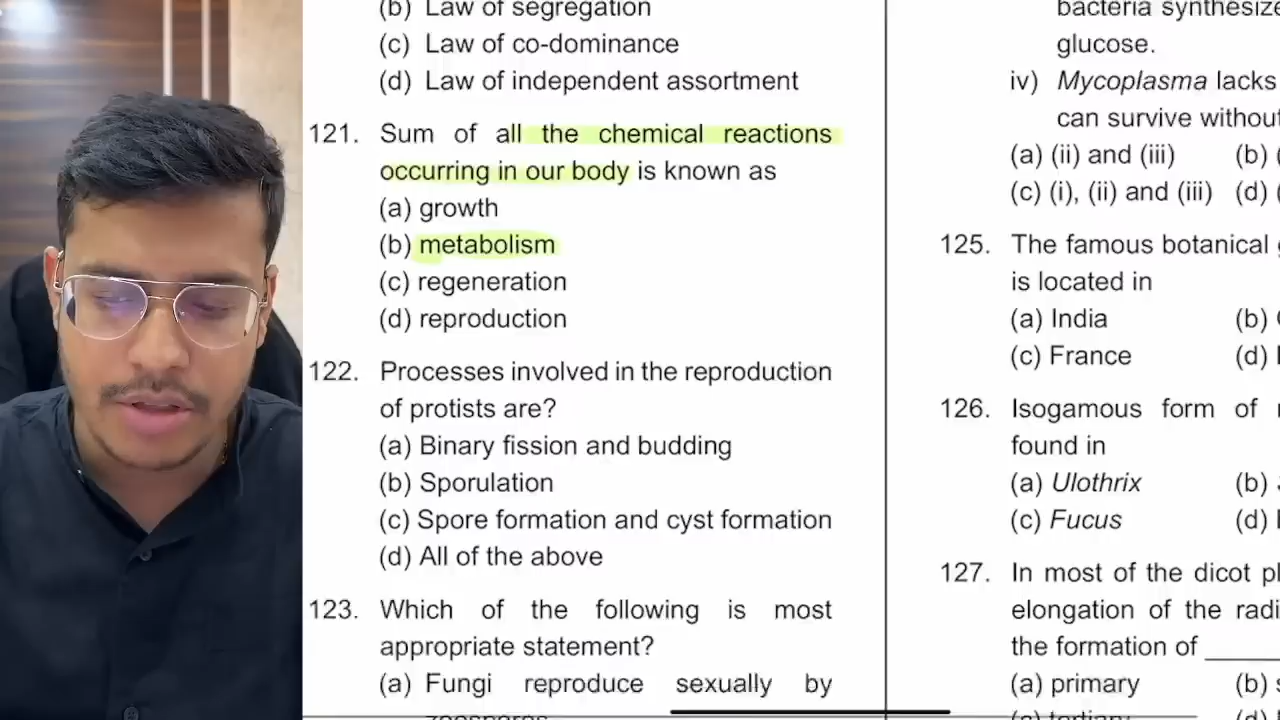 (b) Law of segregation
(c) Law of co-dominance
(d) Law of independent assortment
121. Sum of all the chemical reactions
occurring in our body is known as
(a) growth
(b) metabolism
(c) regeneration
(d) reproduction
122. Processes involved in the reproduction
of protists are?
(a) Binary fission and budding
(b) Sporulation
(c) Spore formation and cyst formation
(d) All of the above
123. Which of the following is most
appropriate statement?
(a) Fungi reproduce sexually by
zoospores
bacteria synthesize
glucose.
iv) Mycoplasma lacks
can survive without
(a) (ii) and (iii) (b)
(c) (i), (ii) and (iii) (d) (
125. The famous botanical
is located in
(a) India (b)
(c) France (d)
126. Isogamous form of
found in
(a) Ulothrix (b)
(c) Fucus (d)
127. In most of the dicot
elongation of the
the formation of ______
(a) primary (b)
(c) tertiary (d)